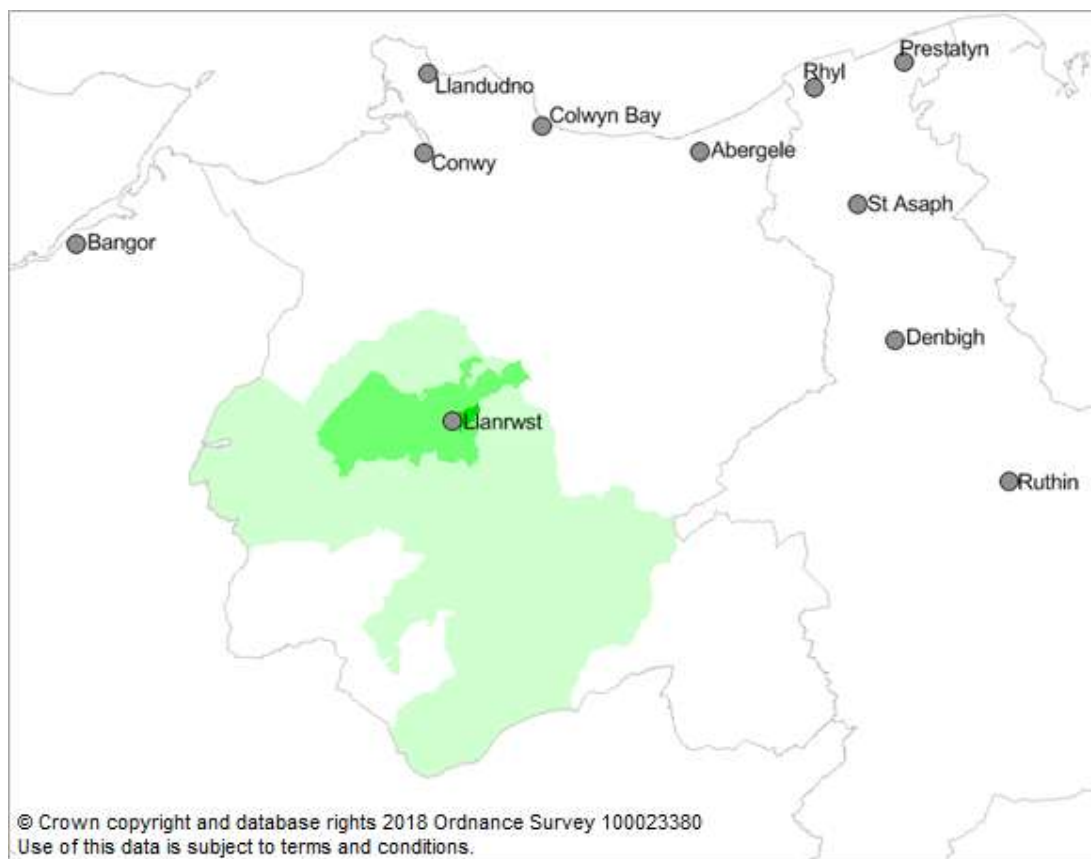 Prestatyn
Rhyl
Llandudno
Colwyn Bay
Conwy
Abergele
St Asaph
Bangor
Denbigh
Llanrwst
Ruthin
© Crown copyright and database rights 2018 Ordnance Survey 100023380
Use of this data is subject to terms and conditions.